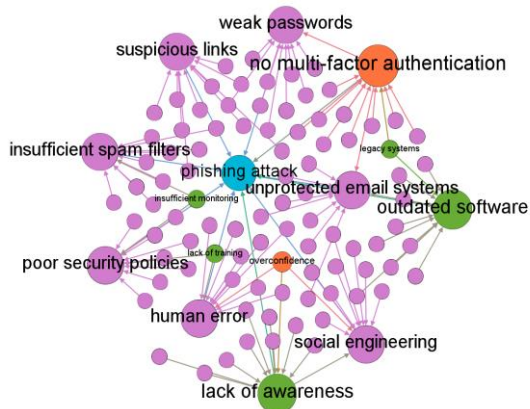 weak passwords
suspicious links
no multi-factor authentication
insufficient spam filters
legacy systems
phishing attack
unprotected email systems
insufficient monitoring
outdated software
poor security policies
lack of training
overconfidence
human error
social engineering
lack of awareness